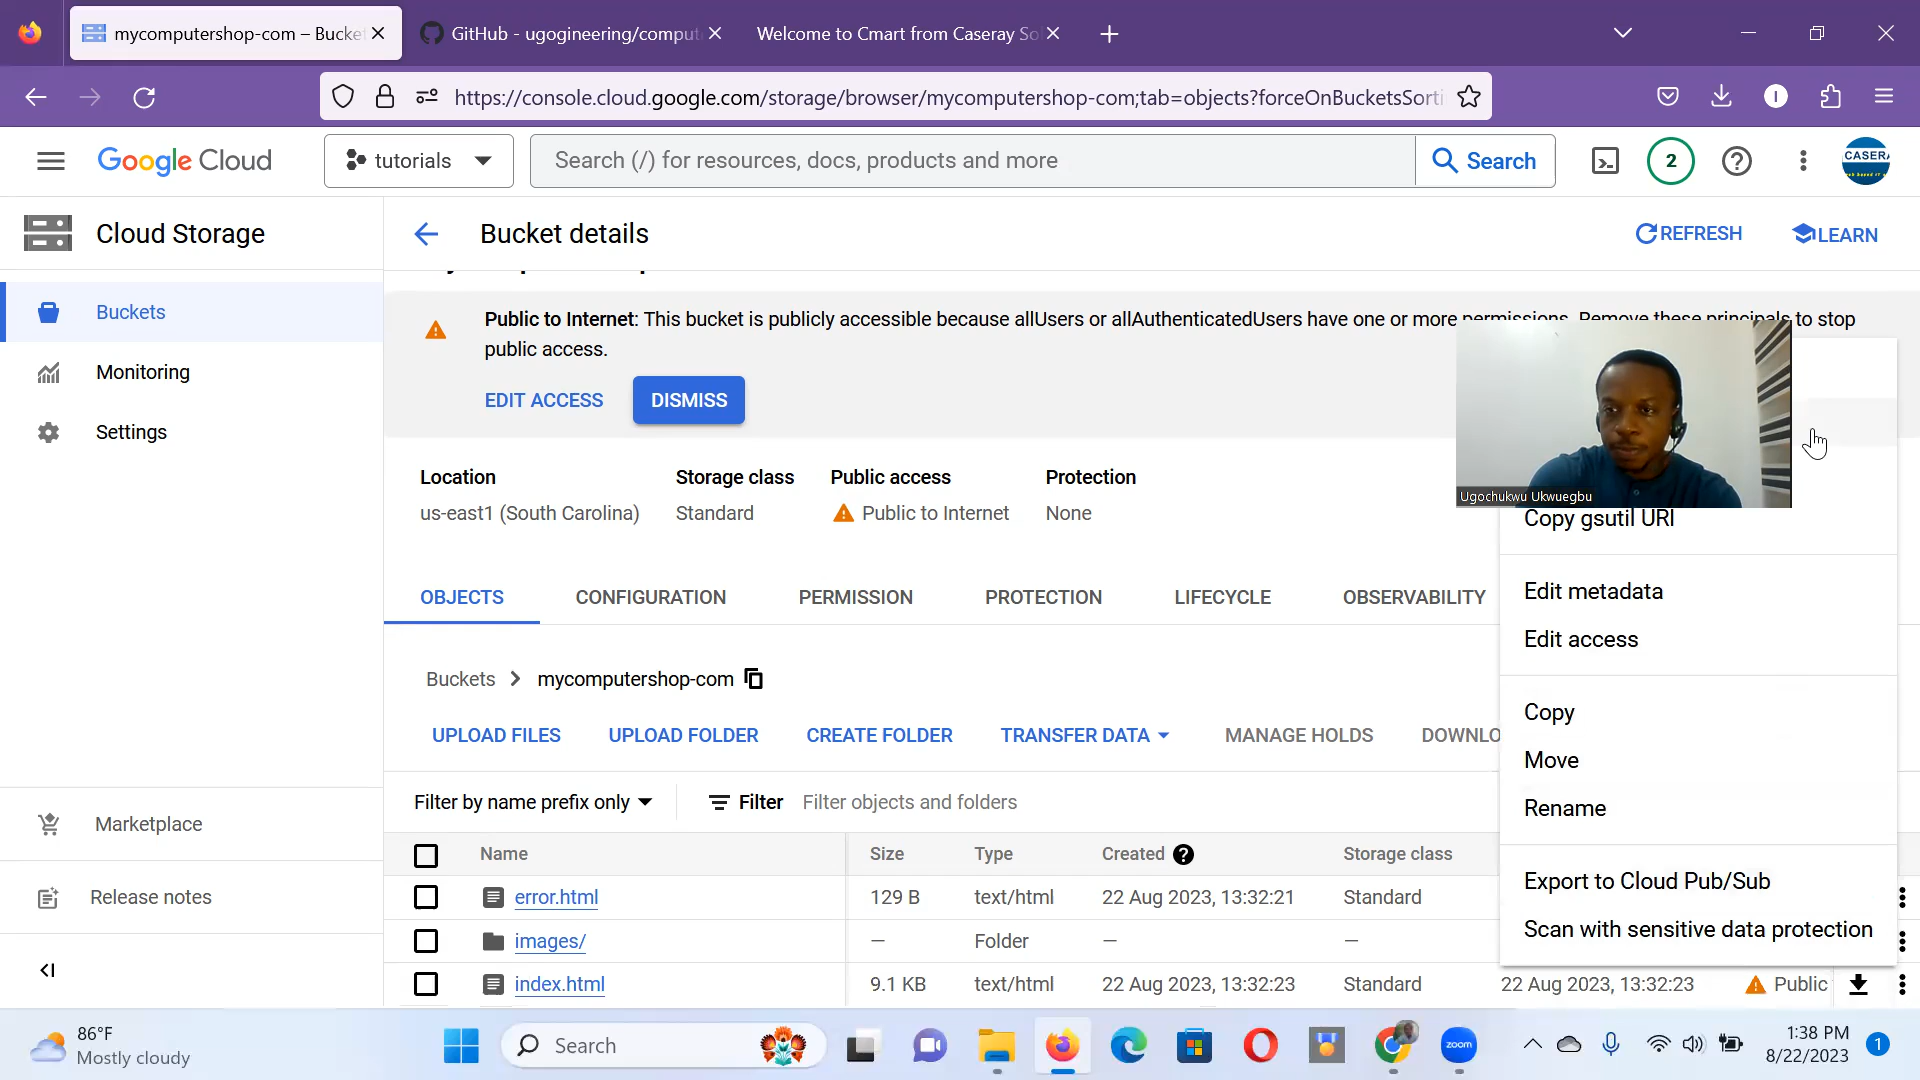 mycomputershop-com – Bucke
GitHub - ugogineering/comput
Welcome to Cmart from Caseray So
https://console.cloud.google.com/storage/browser/mycomputershop-com;tab=objects?forceOnBucketsSorti
Google Cloud
tutorials
Search (/) for resources, docs, products and more
Search
2
CASERA
Cloud Storage
Bucket details
REFRESH
LEARN
Buckets
Monitoring
Settings
Marketplace
Release notes
Public to Internet: This bucket is publicly accessible because allUsers or allAuthenticatedUsers have one or more permissions. Remove these principals to stop
public access.
EDIT ACCESS
DISMISS
Location
Storage class
Public access
Protection
us-east1 (South Carolina)
Standard
Public to Internet
None
Ugochukwu Ukwuegbu
OBJECTS
CONFIGURATION
PERMISSION
PROTECTION
LIFECYCLE
OBSERVABILITY
Buckets > mycomputershop-com
UPLOAD FILES
UPLOAD FOLDER
CREATE FOLDER
TRANSFER DATA
MANAGE HOLDS
DOWNLO
Filter by name prefix only
Filter
Filter objects and folders
Name
Size
Type
Created
Storage class
error.html 129 B text/html 22 Aug 2023, 13:32:21 Standard
images/ — Folder — —
index.html 9.1 KB text/html 22 Aug 2023, 13:32:23 Standard 22 Aug 2023, 13:32:23 Public
Copy gsutil URI
Edit metadata
Edit access
Copy
Move
Rename
Export to Cloud Pub/Sub
Scan with sensitive data protection
86°F
Mostly cloudy
Search
zoom
1:38 PM
8/22/2023
1